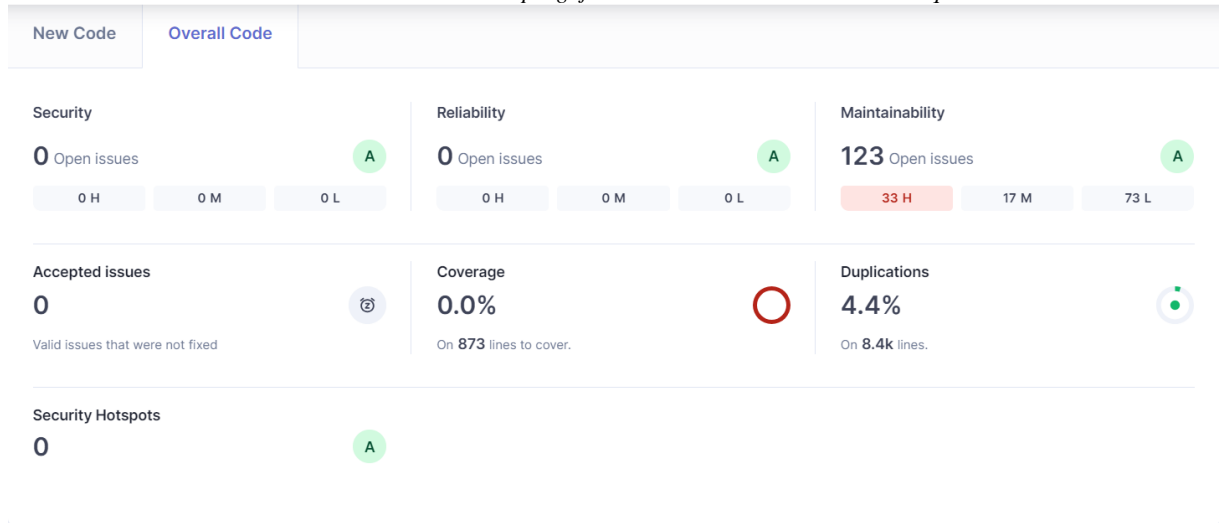 New Code Overall Code
Security Reliability Maintainability
0 Open issues A 0 Open issues A 123 Open issues A
0 H 0 M 0 L 0 H 0 M 0 L 33 H 17 M 73 L
Accepted issues Coverage Duplications
0 0.0% 4.4%
Valid issues that were not fixed On 873 lines to cover. On 8.4k lines.
Security Hotspots
0 A